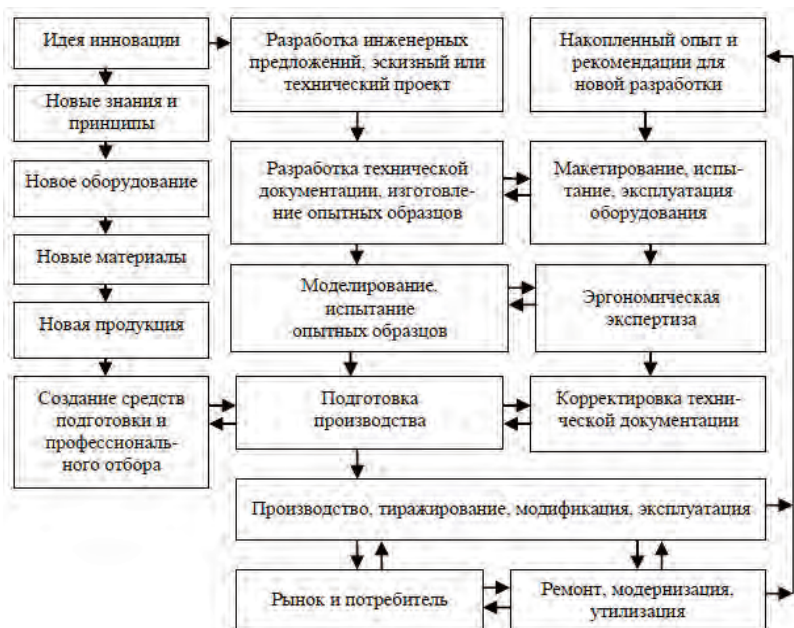 Идея инновации
Новые знания и
принципы
Новое оборудование
Новые материалы
Новая продукция
Создание средств
подготовки и
профессиональ-
ного отбора
Разработка инженерных
предложений, эскизный или
технический проект
Разработка технической
документации, изготовле-
ние опытных образцов
Моделирование,
испытание
опытных образцов
Подготовка
производства
Накопленный опыт и
рекомендации для
новой разработки
Макетирование, испы-
тание, эксплуатация
оборудования
Эргономическая
экспертиза
Корректировка техни-
ческой документации
Производство, тиражирование, модификация, эксплуатация
Рынок и потребитель
Ремонт, модернизация,
утилизация